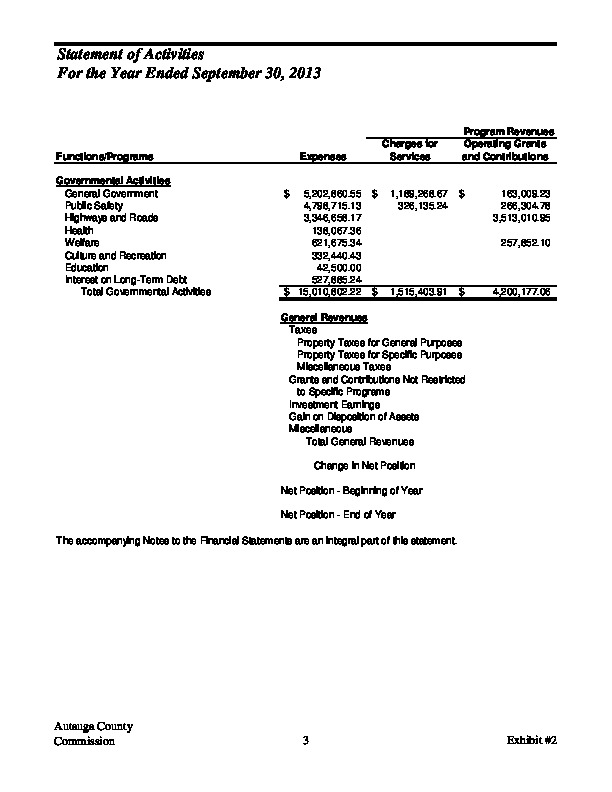 Statement of Activities
For the Year Ended September 30, 2013
Program Revenues
Charges for Operating Grants
Functions/Programs Expenses Services and Contributions
Governmental Activities
General Government $ 5,202,660.55 $ 1,189,268.67 $ 163,009.23
Public Safety 4,798,715.13 326,135.24 266,304.78
Highways and Roads 3,346,658.17 3,513,010.95
Health 138,067.36
Welfare 621,675.34 257,852.10
Culture and Recreation 332,440.43
Education 42,500.00
Interest on Long-Term Debt 527,885.24
Total Governmental Activities $ 15,010,602.22 $ 1,515,403.91 $ 4,200,177.06
General Revenues
Taxes
Property Taxes for General Purposes
Property Taxes for Specific Purposes
Miscellaneous Taxes
Grants and Contributions Not Restricted
to Specific Programs
Investment Earnings
Gain on Disposition of Assets
Miscellaneous
Total General Revenues
Change in Net Position
Net Position - Beginning of Year
Net Position - End of Year
The accompanying Notes to the Financial Statements are an integral part of this statement.
Autauga County
Commission 3 Exhibit #2